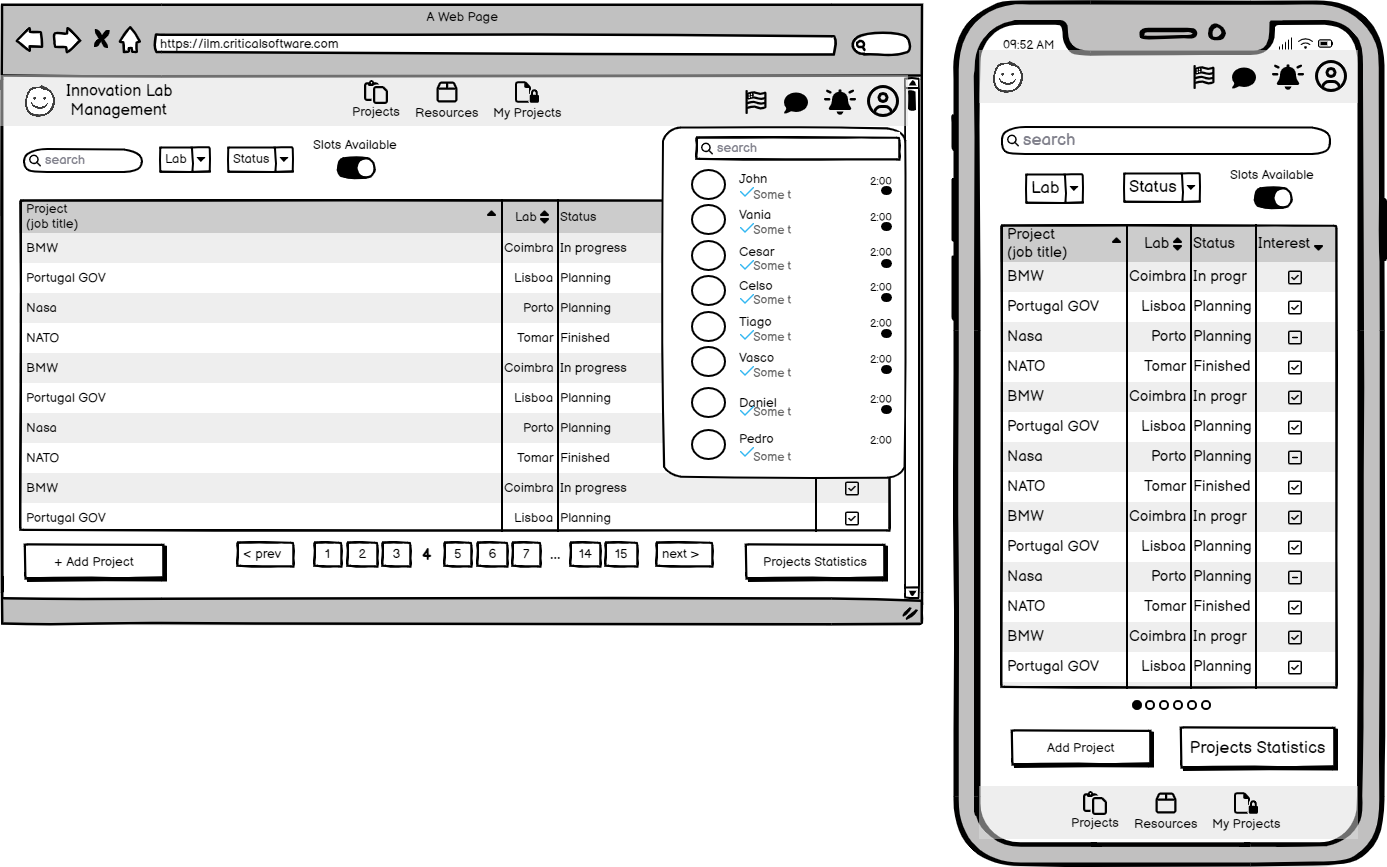 A Web Page
https://ilm.criticalsoftware.com
Innovation Lab
Management
Projects
Resources
My Projects
search
Lab
Status
Slots Available
Project
(job title)
Lab
Status
BMW Coimbra In progress
Portugal GOV Lisboa Planning
Nasa Porto Planning
NATO Tomar Finished
BMW Coimbra In progress
Portugal GOV Lisboa Planning
Nasa Porto Planning
NATO Tomar Finished
BMW Coimbra In progress
Portugal GOV Lisboa Planning
search
John 2:00
Some t
Vania 2:00
Some t
Cesar 2:00
Some t
Celso 2:00
Some t
Tiago 2:00
Some t
Vasco 2:00
Some t
Daniel 2:00
Some t
Pedro 2:00
Some t
+ Add Project
< prev 1 2 3 4 5 6 7 ... 14 15 next >
Projects Statistics
09:52 AM
search
Lab
Status
Slots Available
Project
(job title)
Lab
Status
Interest
BMW Coimbra In progr
Portugal GOV Lisboa Planning
Nasa Porto Planning
NATO Tomar Finished
BMW Coimbra In progr
Portugal GOV Lisboa Planning
Nasa Porto Planning
NATO Tomar Finished
BMW Coimbra In progr
Portugal GOV Lisboa Planning
Nasa Porto Planning
NATO Tomar Finished
BMW Coimbra In progr
Portugal GOV Lisboa Planning
Add Project
Projects Statistics
Projects
Resources
My Projects